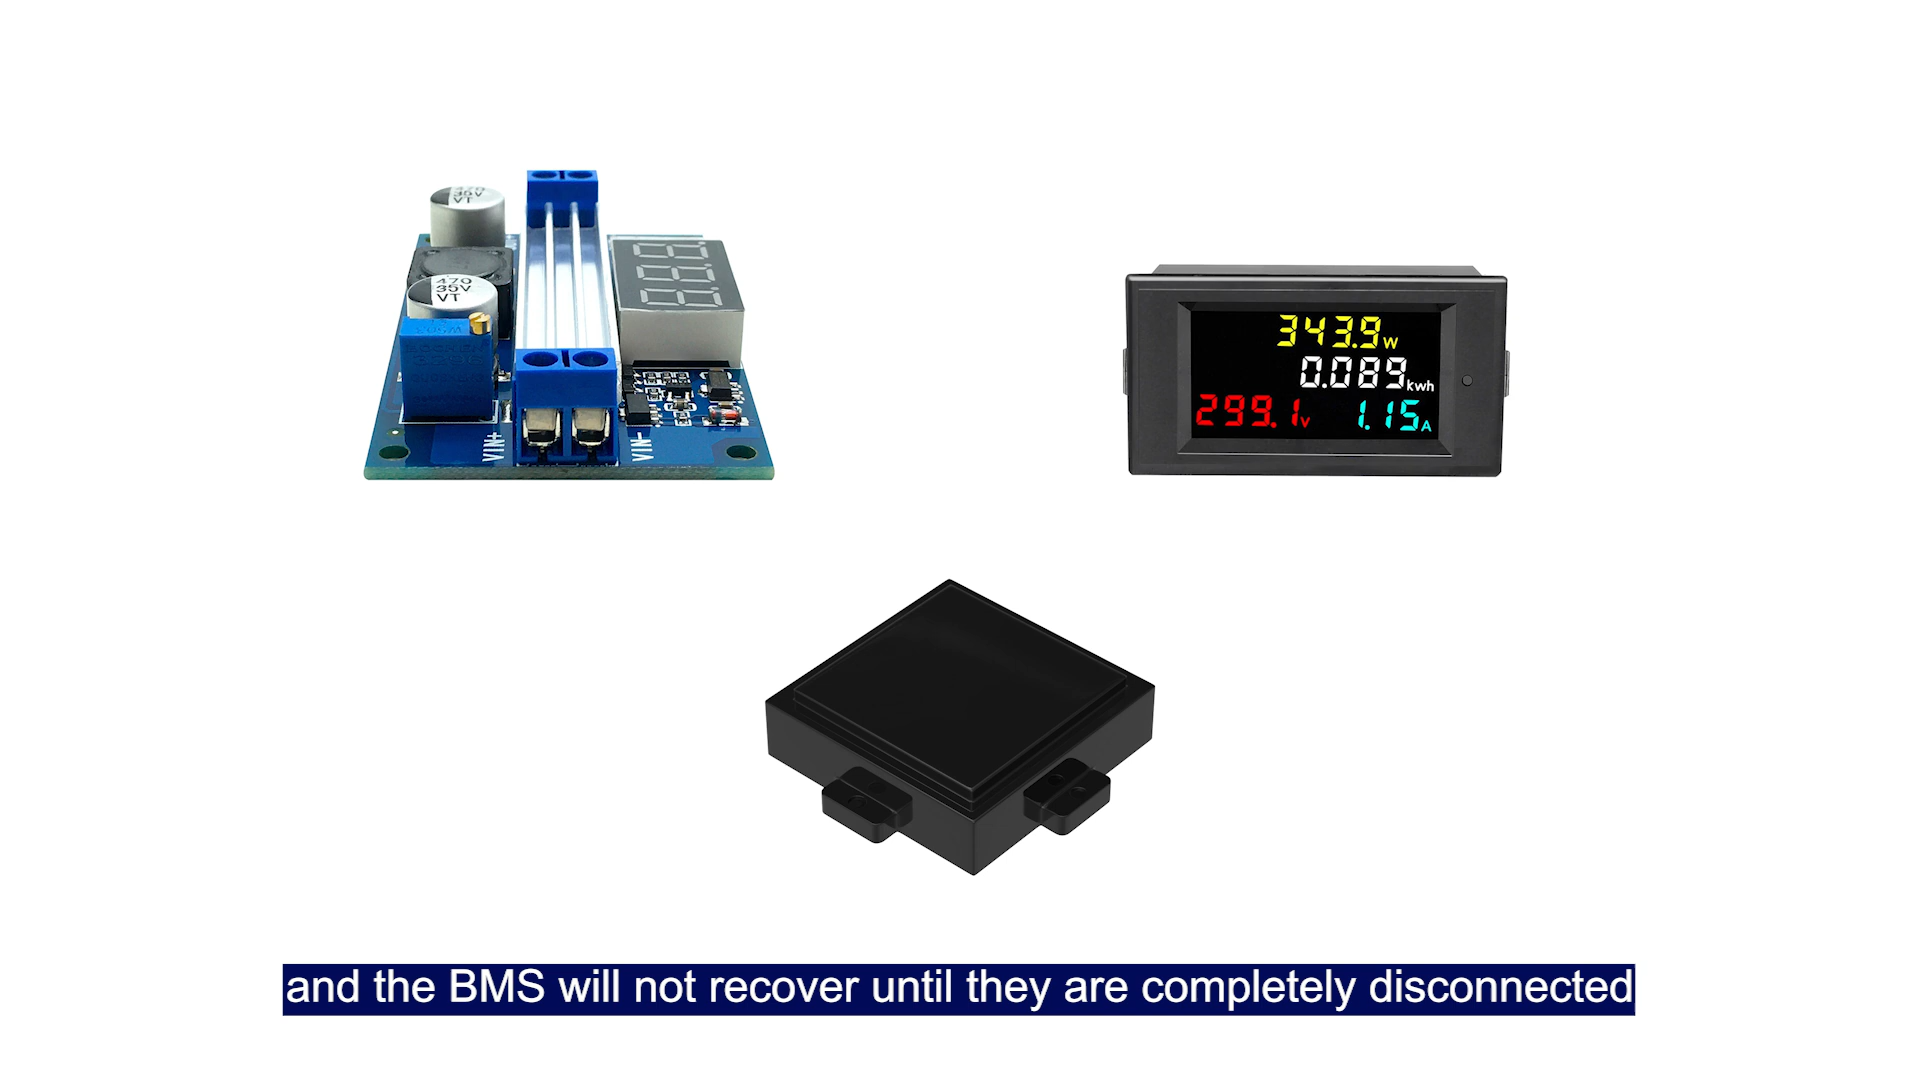 470
35V
VT
470
35V
VT
VIN+
VIN-
343.9W
0.089kwh
299.1V
1.15A
and the BMS will not recover until they are completely disconnected